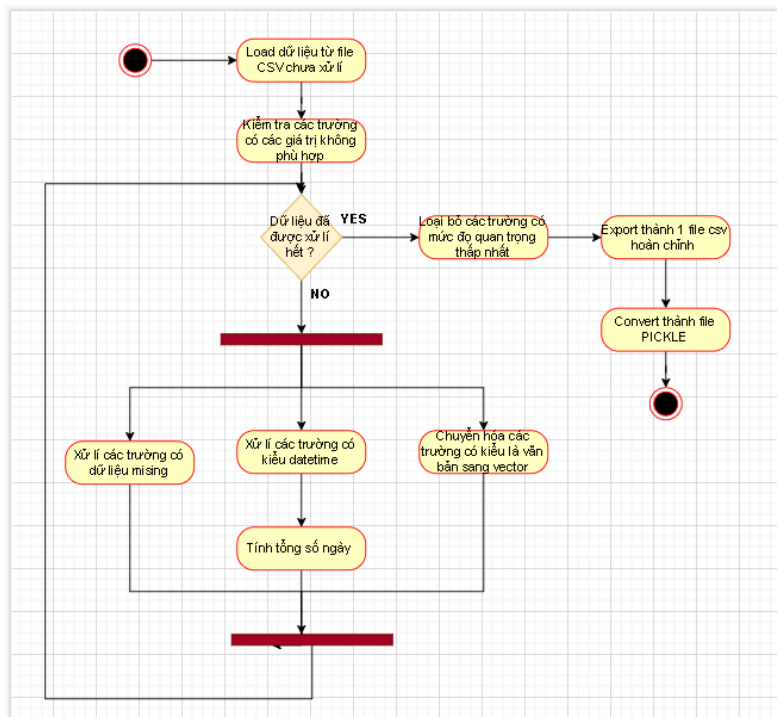 Load dữ liệu từ file
CSV chưa xử lí
Kiểm tra các trường
có các giá trị không
phù hợp
Dữ liệu đã
được xử lí
hết ?
YES
Loại bỏ các trường có
mức đọ quan trọng
thấp nhất
Export thành 1 file csv
hoàn chỉnh
NO
Convert thành file
PICKLE
Xử lí các trường có
dữ liệu mising
Xử lí các trường có
kiểu datetime
Chuyển hóa các
trường có kiểu là văn
bản sang vector
Tính tổng số ngày